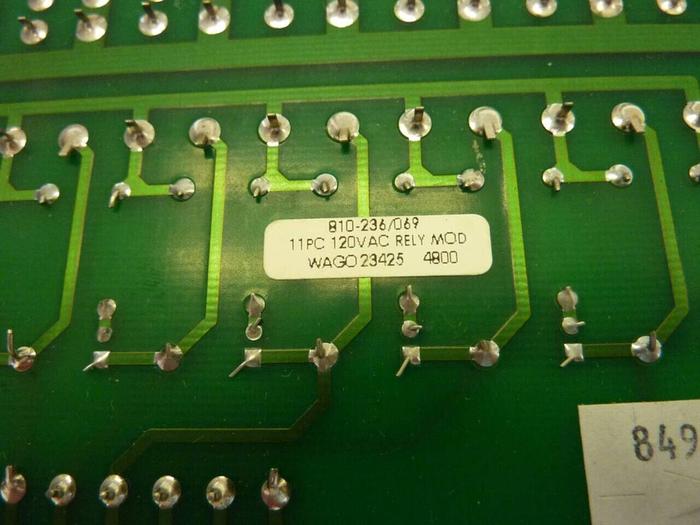 810-236/069
11PC 120VAC RELY MOD
WAGO 23425 4800
849